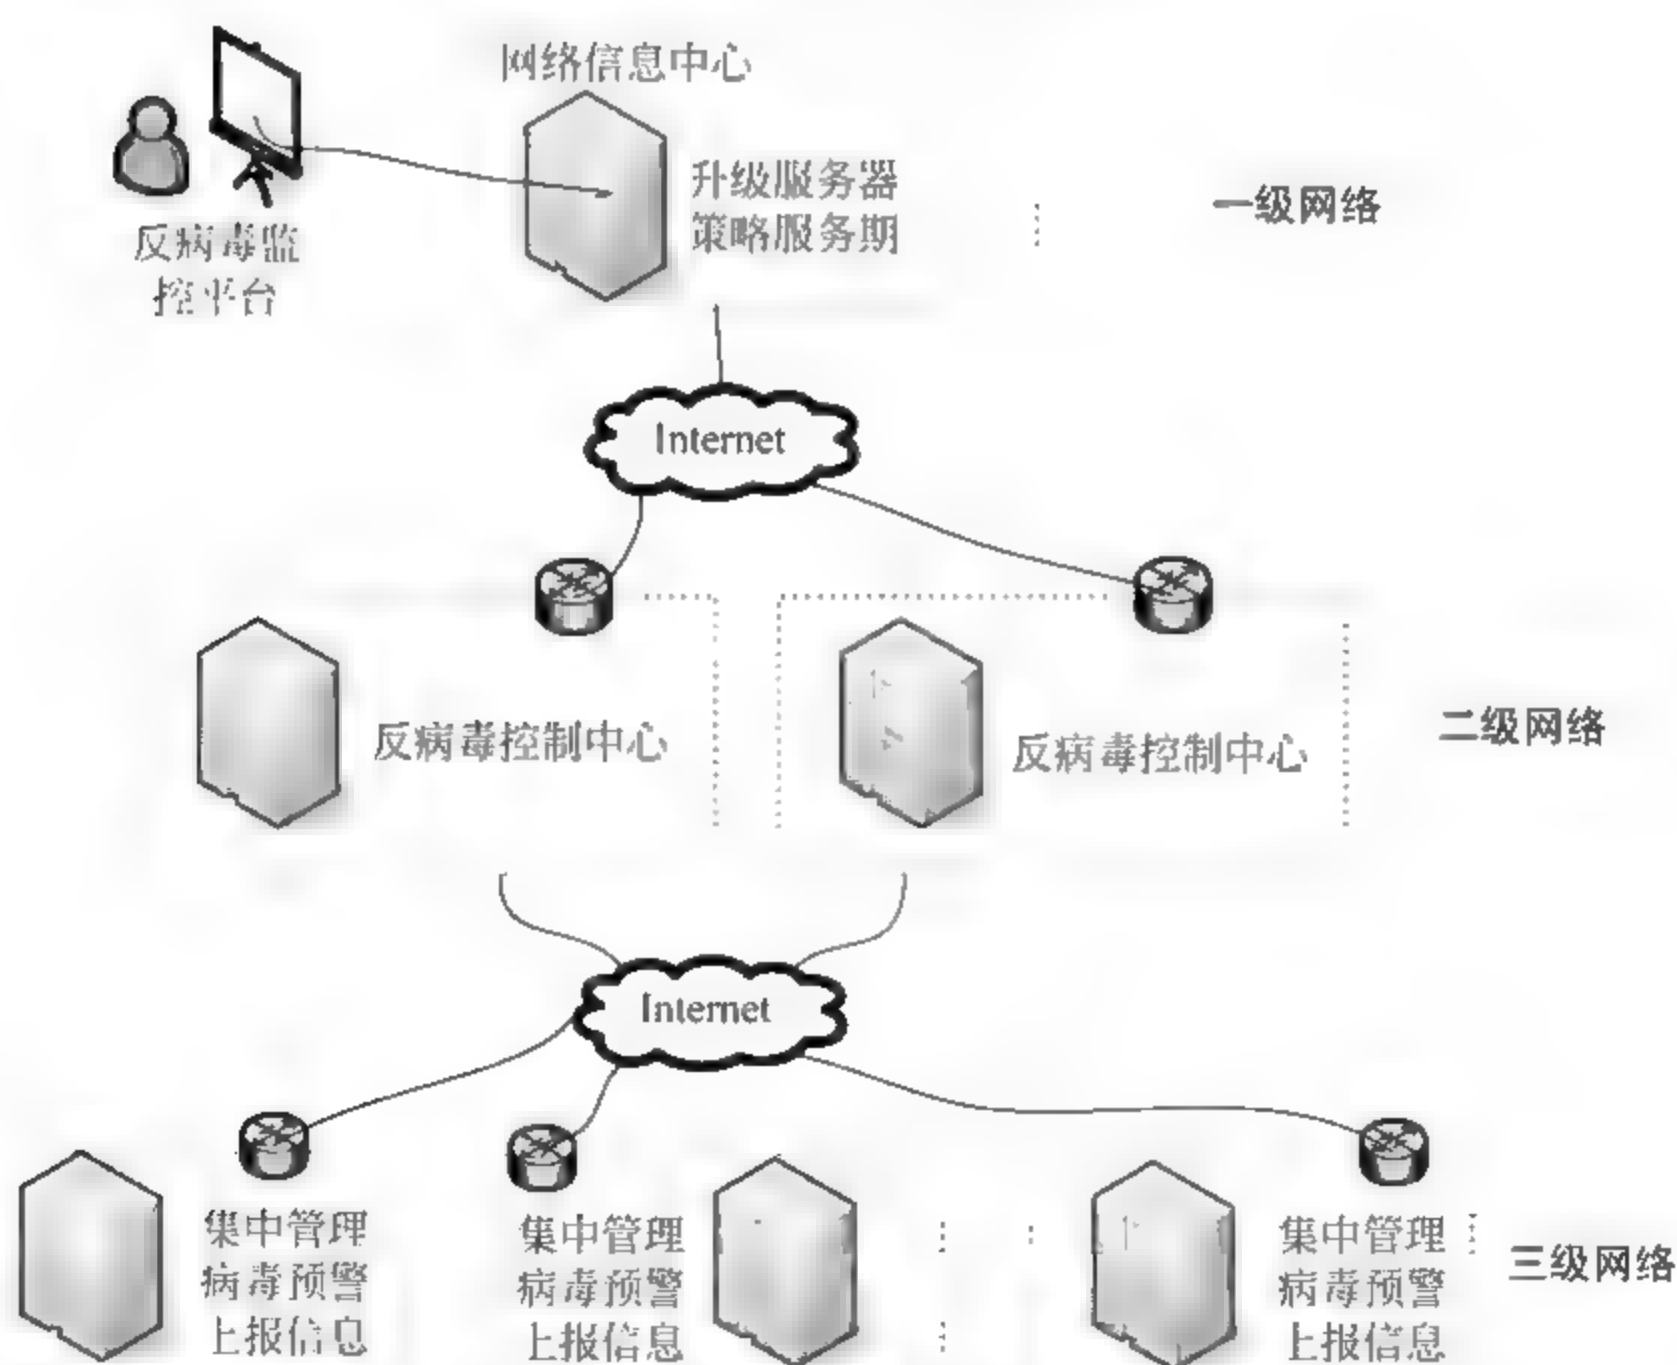 网络信息中心
升级服务器
策略服务期
一级网络
反病毒监
控平台
Internet
反病毒控制中心
反病毒控制中心
二级网络
Internet
集中管理
病毒预警
上报信息
集中管理
病毒预警
上报信息
集中管理
病毒预警
上报信息
三级网络